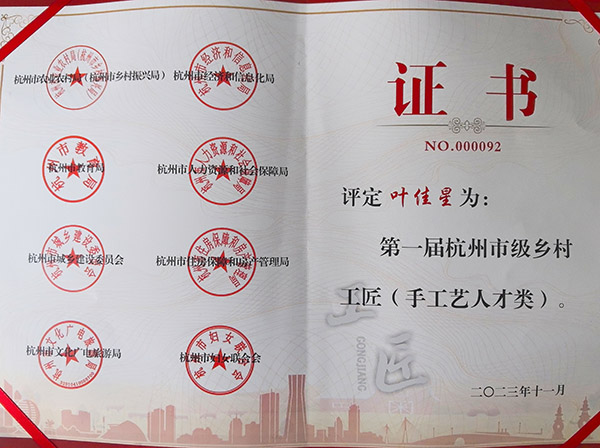 杭州市农业农村局（杭州市乡村振兴局）
杭州市经济和信息化局
杭州市教育局
杭州市人力资源和社会保障局
杭州市城乡建设委员会
杭州市住房保障和房产管理局
杭州市文化广电旅游局
杭州市妇女联合会
证书
NO.000092
评定叶佳星为：
第一届杭州市级乡村
工匠（手工艺人才类）。
工匠
GONGJIANG
二〇二三年十一月